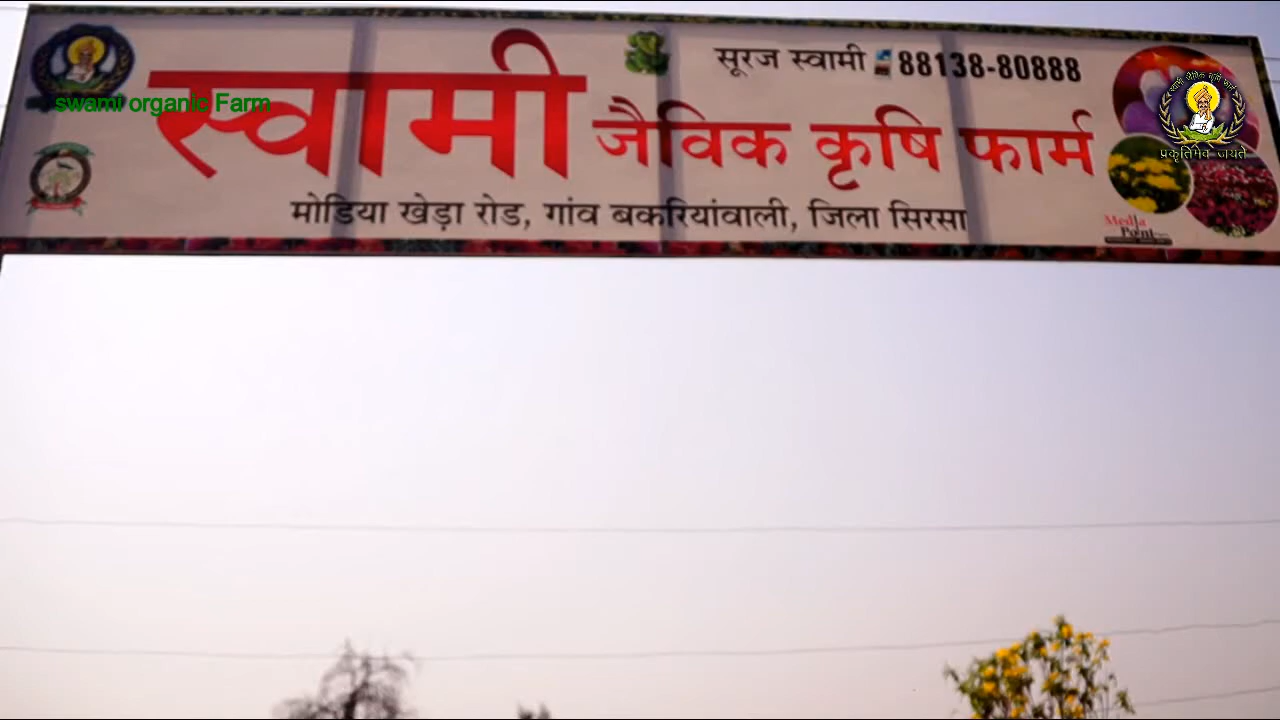 सूरज स्वामी 88138-80888
swami organic Farm
स्वामी जैविक कृषि फार्म
मोडिया खेड़ा रोड, गांव बकरियांवाली, जिला सिरसा
स्वामी जैविक कृषि फार्म
प्रकृतिमेव जयते
Media Point